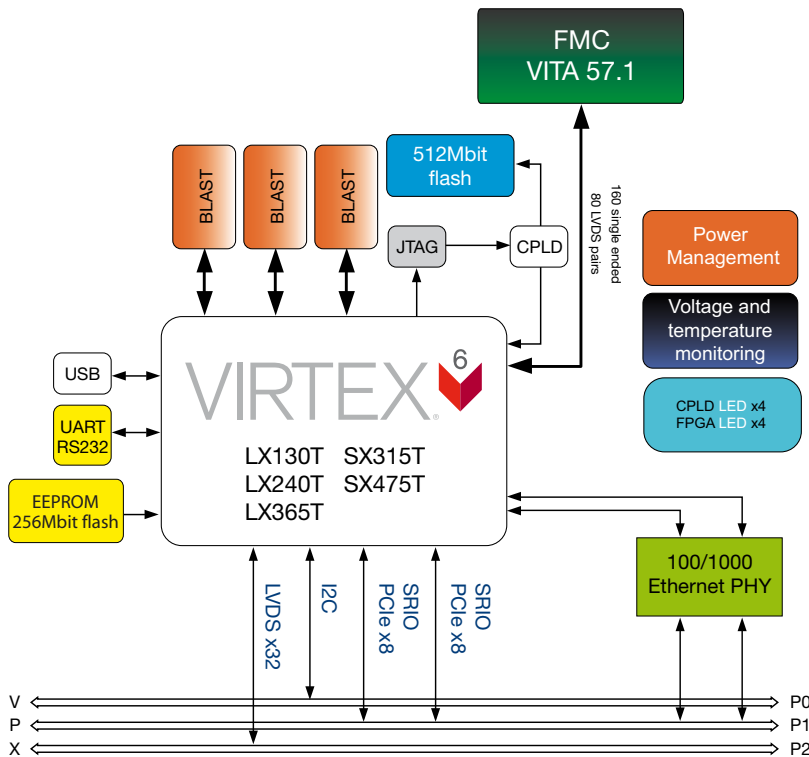 FMC
VITA 57.1
BLAST
BLAST
BLAST
512Mbit
flash
160 single ended
80 LVDS pairs
JTAG
CPLD
Power
Management
Voltage and
temperature
monitoring
CPLD LED x4
FPGA LED x4
USB
UART
RS232
EEPROM
256Mbit flash
VIRTEX® 6
LX130T SX315T
LX240T SX475T
LX365T
100/1000
Ethernet PHY
LVDS x32
I2C
SRIO
PCIe x8
SRIO
PCIe x8
V P0
P P1
X P2